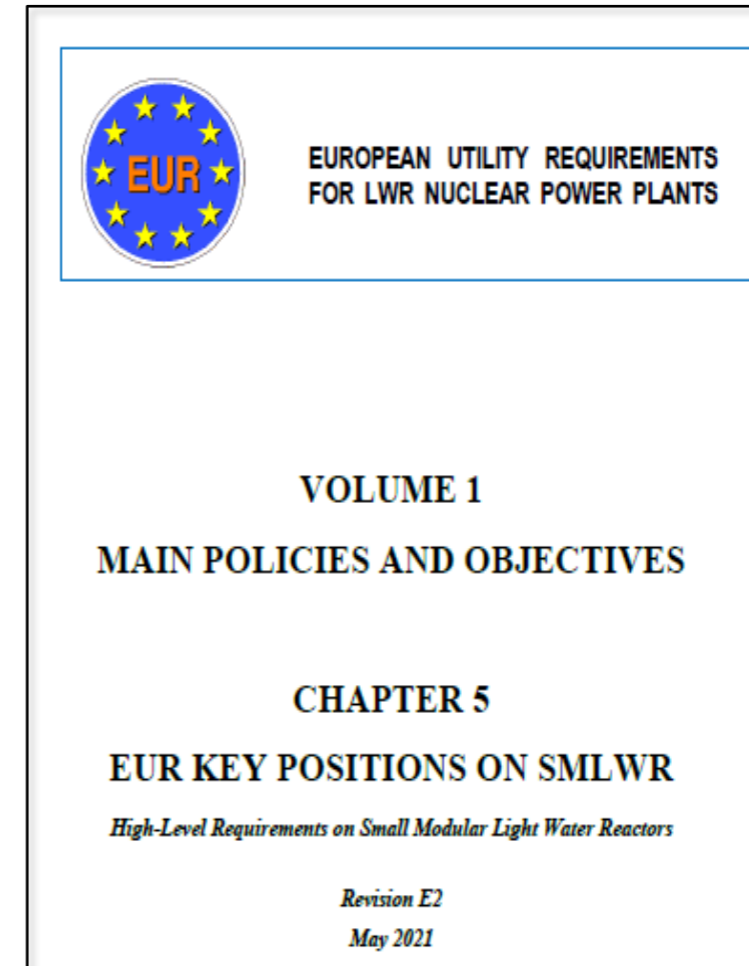 EUR
EUROPEAN UTILITY REQUIREMENTS
FOR LWR NUCLEAR POWER PLANTS
VOLUME 1
MAIN POLICIES AND OBJECTIVES
CHAPTER 5
EUR KEY POSITIONS ON SMLWR
High-Level Requirements on Small Modular Light Water Reactors
Revision E2
May 2021